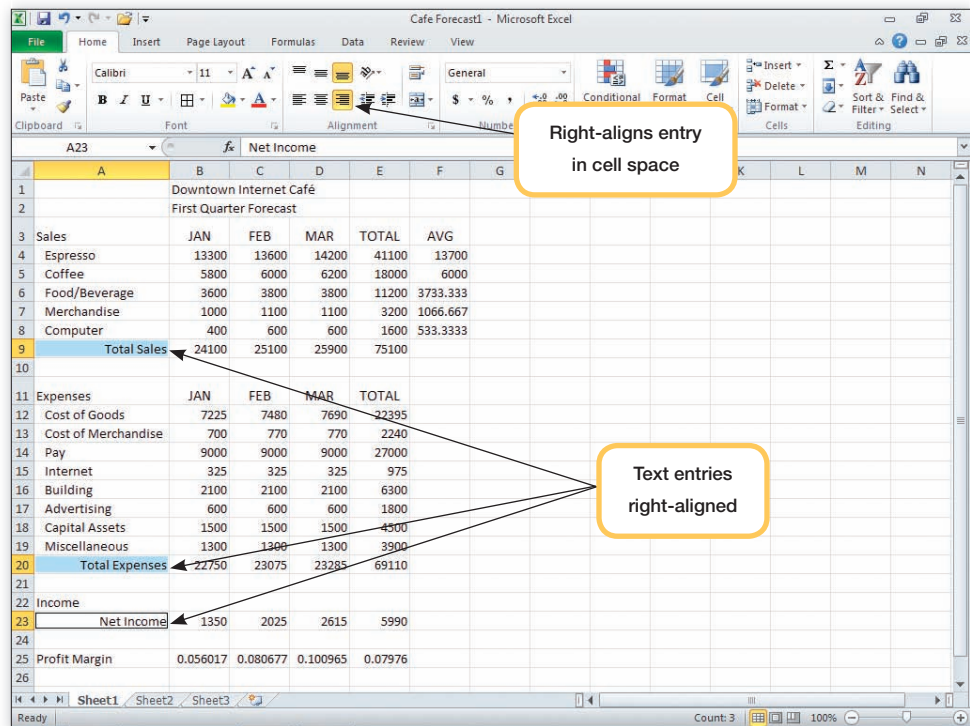 Cafe Forecast1 - Microsoft Excel
File Home Insert Page Layout Formulas Data Review View
Calibri 11 A A General Insert Σ
Paste B I U A $ % , Conditional Format Cell Delete Sort & Find &
Format Filter Select
Clipboard Font Alignment Numbe Cells Editing
Right-aligns entry
in cell space
A23 fx Net Income
A B C D E F G K L M N
1 Downtown Internet Café
2 First Quarter Forecast
3 Sales JAN FEB MAR TOTAL AVG
4 Espresso 13300 13600 14200 41100 13700
5 Coffee 5800 6000 6200 18000 6000
6 Food/Beverage 3600 3800 3800 11200 3733.333
7 Merchandise 1000 1100 1100 3200 1066.667
8 Computer 400 600 600 1600 533.3333
9 Total Sales 24100 25100 25900 75100
10
11 Expenses JAN FEB MAR TOTAL
12 Cost of Goods 7225 7480 7690 22395
13 Cost of Merchandise 700 770 770 2240
14 Pay 9000 9000 9000 27000
15 Internet 325 325 325 975
16 Building 2100 2100 2100 6300
17 Advertising 600 600 600 1800
18 Capital Assets 1500 1500 1500 4500
19 Miscellaneous 1300 1300 1300 3900
20 Total Expenses 22750 23075 23285 69110
Text entries
right-aligned
21
22 Income
23 Net Income 1350 2025 2615 5990
24
25 Profit Margin 0.056017 0.080677 0.100965 0.07976
26
Sheet1 Sheet2 Sheet3
Ready Count: 3 100%